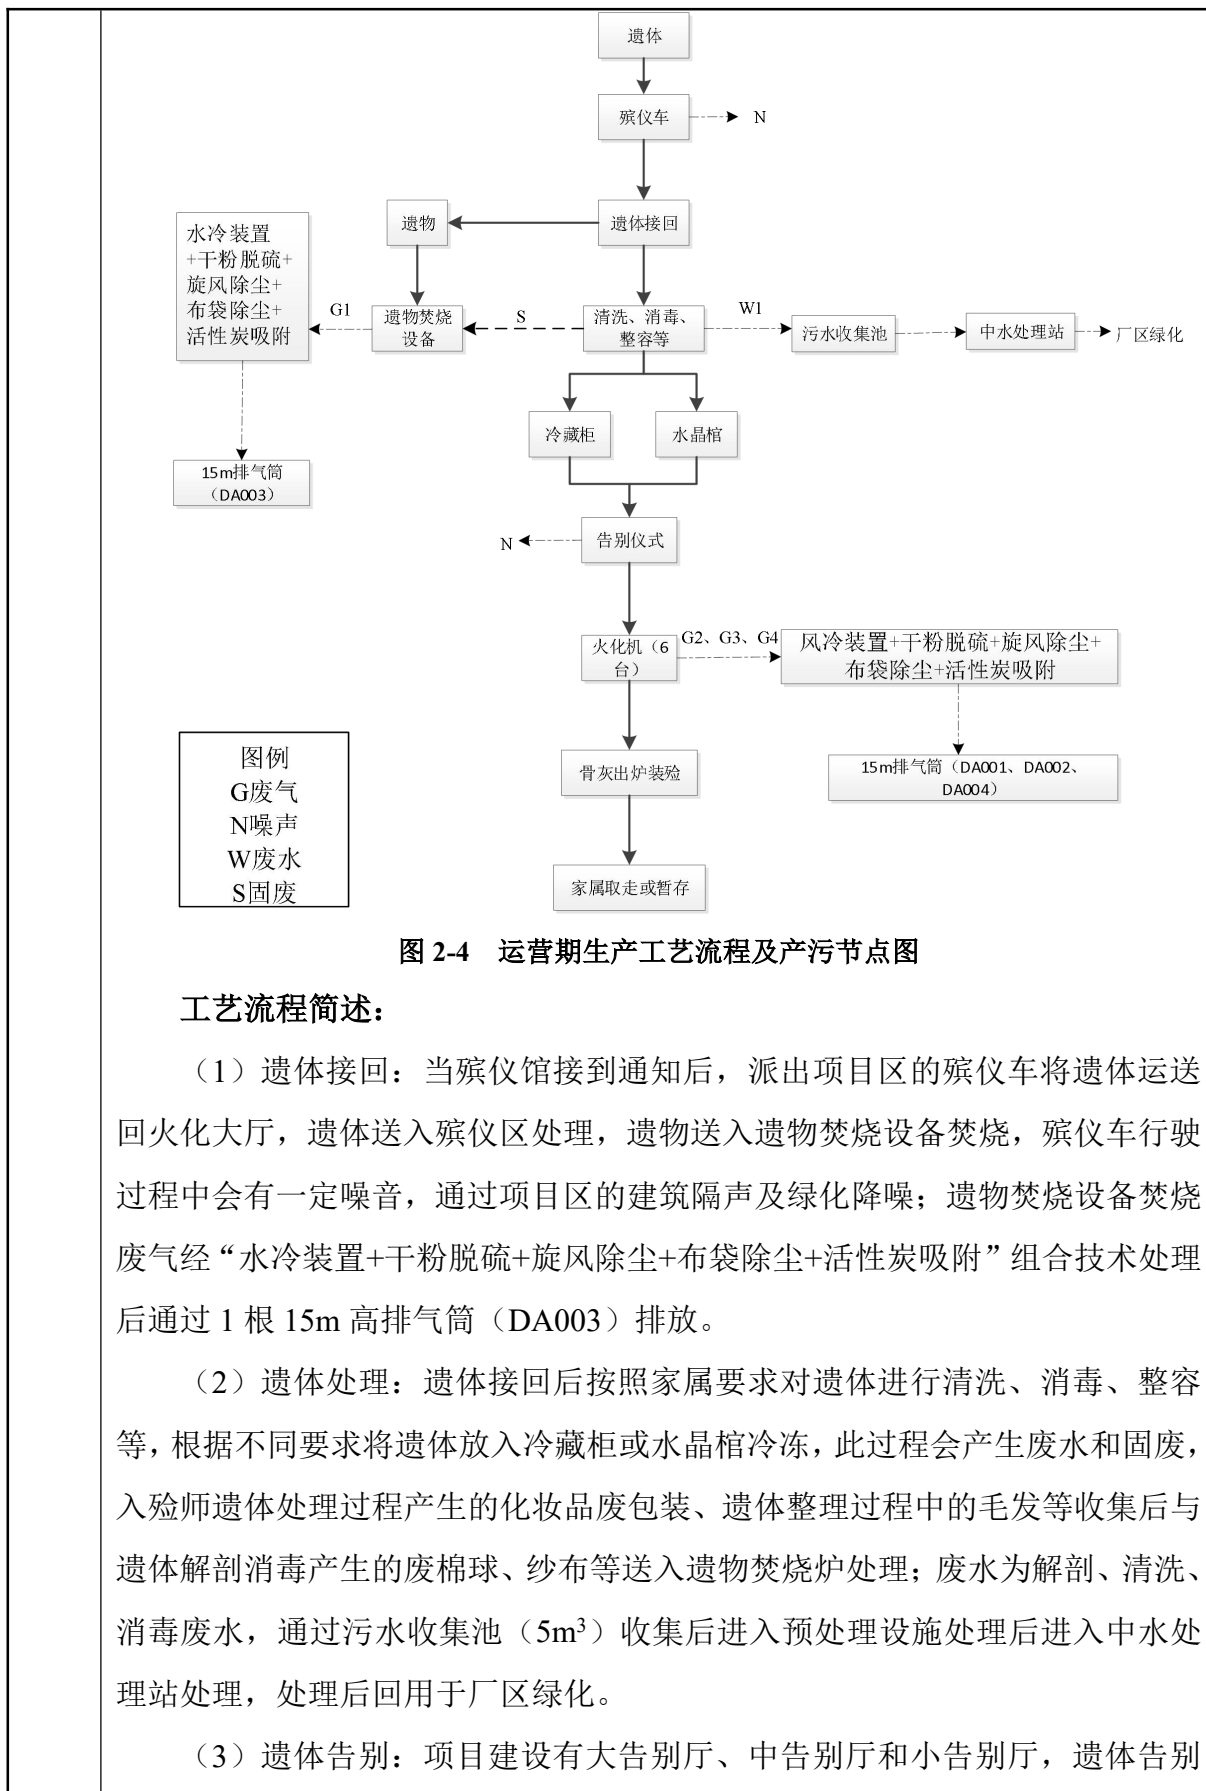 遗体
殡仪车
N
遗物
遗体接回
水冷装置
+干粉脱硫+
旋风除尘+
布袋除尘+
活性炭吸附
G1
遗物焚烧
设备
S
清洗、消毒、
整容等
W1
污水收集池
中水处理站
厂区绿化
冷藏柜
水晶棺
15m排气筒
（DA003）
N
告别仪式
火化机（6
台）
G2、G3、G4
风冷装置+干粉脱硫+旋风除尘+
布袋除尘+活性炭吸附
15m排气筒（DA001、DA002、
DA004）
骨灰出炉装殓
家属取走或暂存
图例
G废气
N噪声
W废水
S固废
图 2-4 运营期生产工艺流程及产污节点图
工艺流程简述：
（1）遗体接回：当殡仪馆接到通知后，派出项目区的殡仪车将遗体运送
回火化大厅，遗体送入殡仪区处理，遗物送入遗物焚烧设备焚烧，殡仪车行驶
过程中会有一定噪音，通过项目区的建筑隔声及绿化降噪；遗物焚烧设备焚烧
废气经“水冷装置+干粉脱硫+旋风除尘+布袋除尘+活性炭吸附”组合技术处理
后通过 1 根 15m 高排气筒（DA003）排放。
（2）遗体处理：遗体接回后按照家属要求对遗体进行清洗、消毒、整容
等，根据不同要求将遗体放入冷藏柜或水晶棺冷冻，此过程会产生废水和固废，
入殓师遗体处理过程产生的化妆品废包装、遗体整理过程中的毛发等收集后与
遗体解剖消毒产生的废棉球、纱布等送入遗物焚烧炉处理；废水为解剖、清洗、
消毒废水，通过污水收集池（5m³）收集后进入预处理设施处理后进入中水处
理站处理，处理后回用于厂区绿化。
（3）遗体告别：项目建设有大告别厅、中告别厅和小告别厅，遗体告别